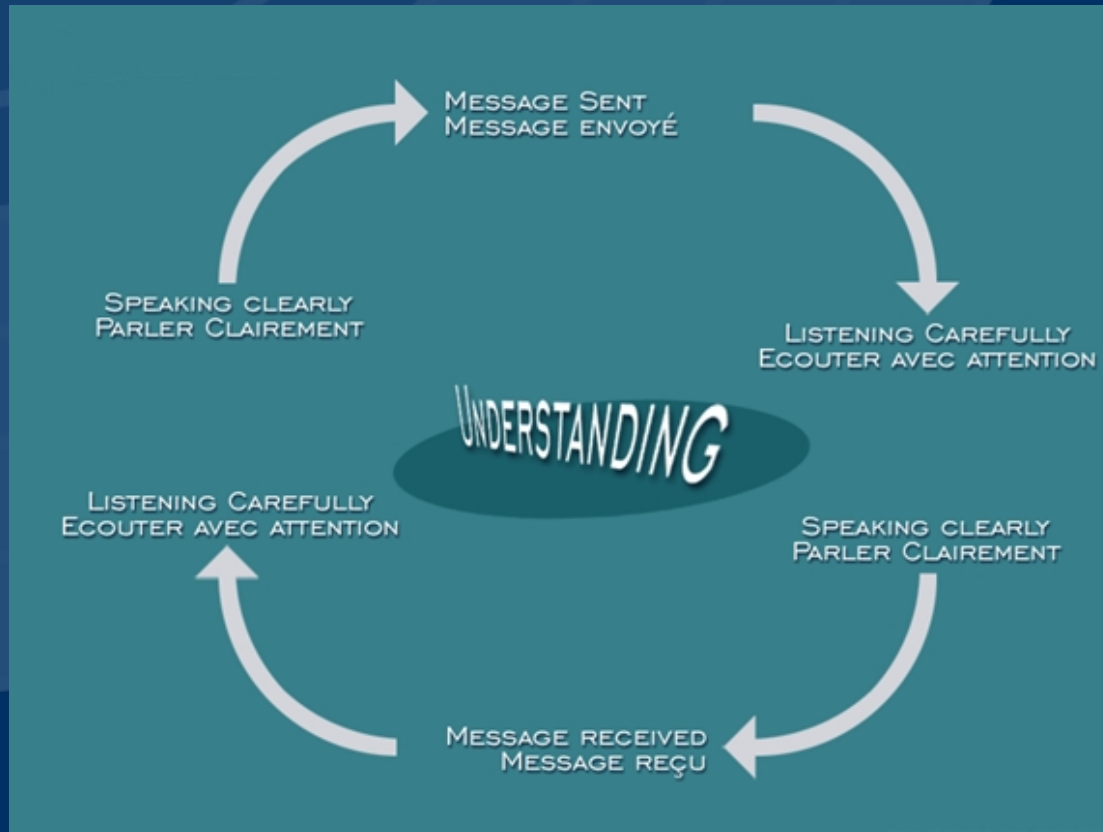 Message Sent
Message envoyé
Speaking clearly
Parler Clairement
Listening Carefully
Ecouter avec attention
Understanding
Listening Carefully
Ecouter avec attention
Speaking clearly
Parler Clairement
Message received
Message reçu